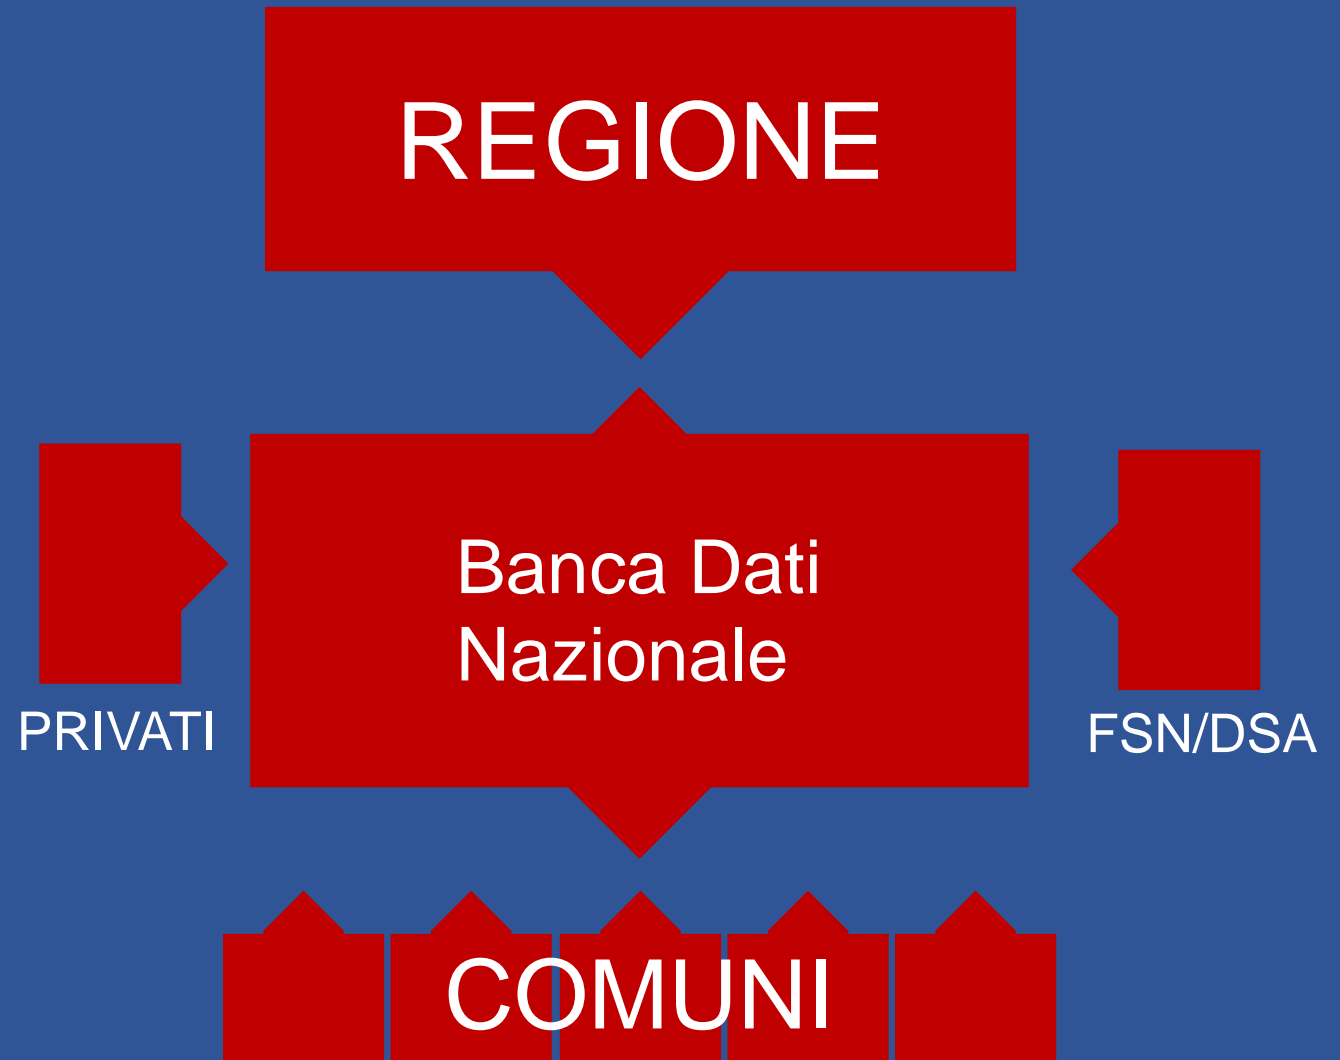 REGIONE
Banca Dati
Nazionale
PRIVATI
FSN/DSA
COMUNI